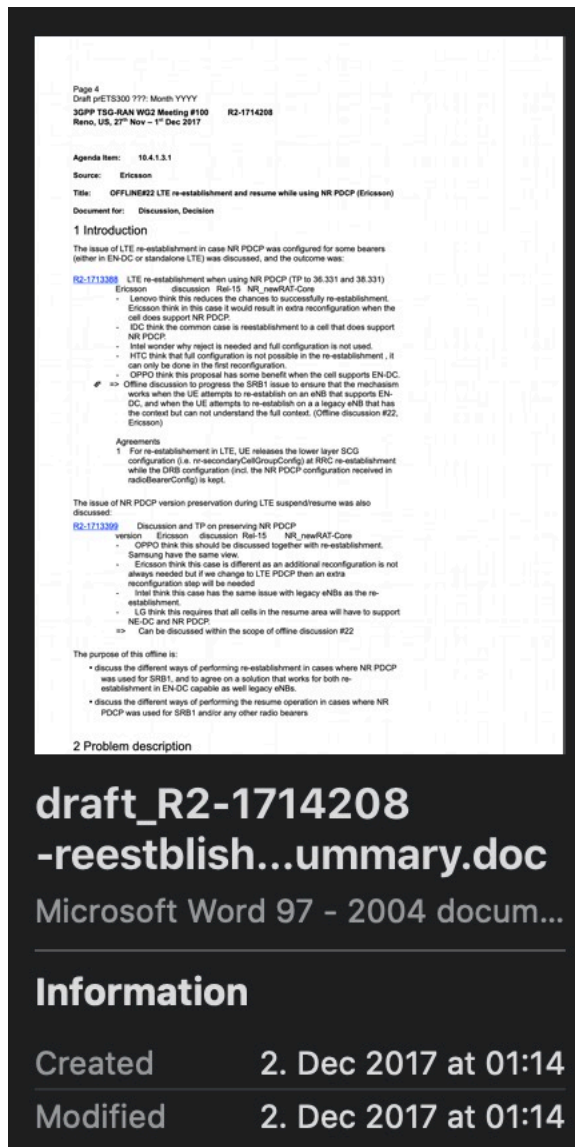 Page 4
Draft prETS300 ???: Month YYYY
3GPP TSG-RAN WG2 Meeting #100 R2-1714208
Reno, US, 27th Nov – 1st Dec 2017
Agenda Item: 10.4.1.3.1
Source: Ericsson
Title: OFFLINE#22 LTE re-establishment and resume while using NR PDCP (Ericsson)
Document for: Discussion, Decision
1 Introduction
The issue of LTE re-establishment in case NR PDCP was configured for some bearers
(either in EN-DC or standalone LTE) was discussed, and the outcome was:
R2-1713388 LTE re-establishment when using NR PDCP (TP to 36.331 and 38.331)
Ericsson discussion Rel-15 NR_newRAT-Core
- Lenovo think this reduces the chances to successfully re-establishment.
Ericsson think in this case it would result in extra reconfiguration when the
cell does support NR PDCP.
- IDC think the common case is reestablishment to a cell that does support
NR PDCP.
- Intel wonder why reject is needed and full configuration is not used.
- HTC think that full configuration is not possible in the re-establishment , it
can only be done in the first reconfiguration.
- OPPO think this proposal has some benefit when the cell supports EN-DC.
=> Offline discussion to progress the SRB1 issue to ensure that the mechanism
works when the UE attempts to re-establish on an eNB that supports EN-
DC, and when the UE attempts to re-establish on a a legacy eNB that has
the context but can not understand the full context. (Offline discussion #22,
Ericsson)
Agreements
1 For re-establishement in LTE, UE releases the lower layer SCG
configuration (i.e. nr-secondaryCellGroupConfig) at RRC re-establishment
while the DRB configuration (incl. the NR PDCP configuration received in
radioBearerConfig) is kept.
The issue of NR PDCP version preservation during LTE suspend/resume was also
discussed:
R2-1713399 Discussion and TP on preserving NR PDCP
version Ericsson discussion Rel-15 NR_newRAT-Core
- OPPO think this should be discussed together with re-establishment.
Samsung have the same view.
- Ericsson think this case is different as an additional reconfiguration is not
always needed but if we change to LTE PDCP then an extra
reconfiguration step will be needed
- Intel think this case has the same issue with legacy eNBs as the re-
establishment.
- LG think this requires that all cells in the resume area will have to support
NE-DC and NR PDCP.
=> Can be discussed within the scope of offline discussion #22
The purpose of this offline is:
• discuss the different ways of performing re-establishment in cases where NR PDCP
was used for SRB1, and to agree on a solution that works for both re-
establishment in EN-DC capable as well legacy eNBs.
• discuss the different ways of performing the resume operation in cases where NR
PDCP was used for SRB1 and/or any other radio bearers
2 Problem description
draft_R2-1714208
-reestblish...ummary.doc
Microsoft Word 97 - 2004 docum...
Information
Created 2. Dec 2017 at 01:14
Modified 2. Dec 2017 at 01:14